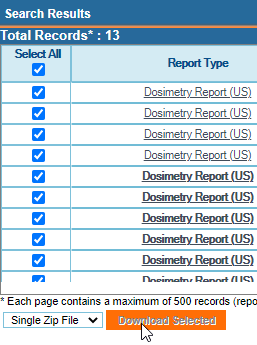 Search Results
Total Records* : 13
Select All
Report Type
Dosimetry Report (US)
Dosimetry Report (US)
Dosimetry Report (US)
Dosimetry Report (US)
Dosimetry Report (US)
Dosimetry Report (US)
Dosimetry Report (US)
Dosimetry Report (US)
Dosimetry Report (US)
Dosimetry Report (US)
* Each page contains a maximum of 500 records (repo
Single Zip File
Download Selected